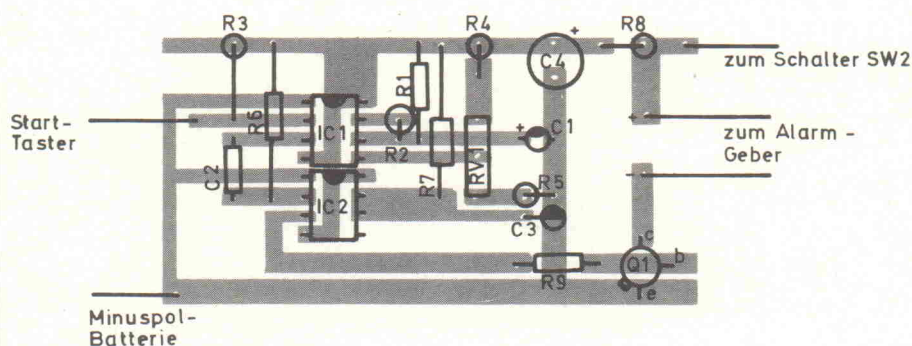 R3
R4
R8
+
C4
zum Schalter SW2
R1
Start-
Taster
R6
IC1
+
C1
+
zum Alarm -
Geber
R2
C2
R7
RV1
R5
-
IC2
C3
c
Q1
b
R9
e
Minuspol-
Batterie